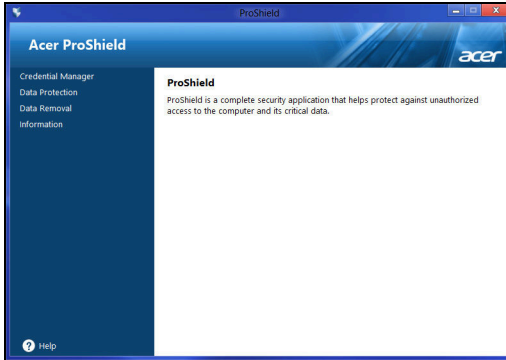 ProShield
Acer ProShield
acer
Credential Manager
Data Protection
Data Removal
Information
ProShield
ProShield is a complete security application that helps protect against unauthorized
access to the computer and its critical data.
Help